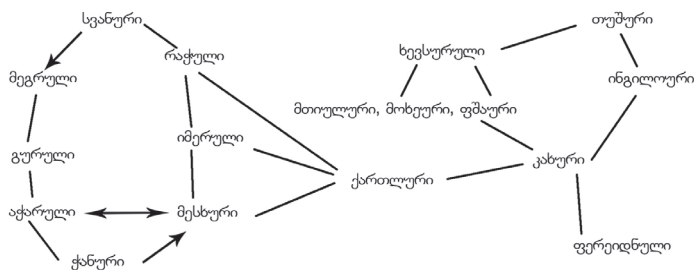 სვანური
თუშური
ხევსურული
რაჭული
მეგრული
ინგილოური
მთიულური, მოხეური, ფშაური
იმერული
გურული
კახური
ქართლური
აჭარული
მესხური
ფერეიდნული
ჭანური